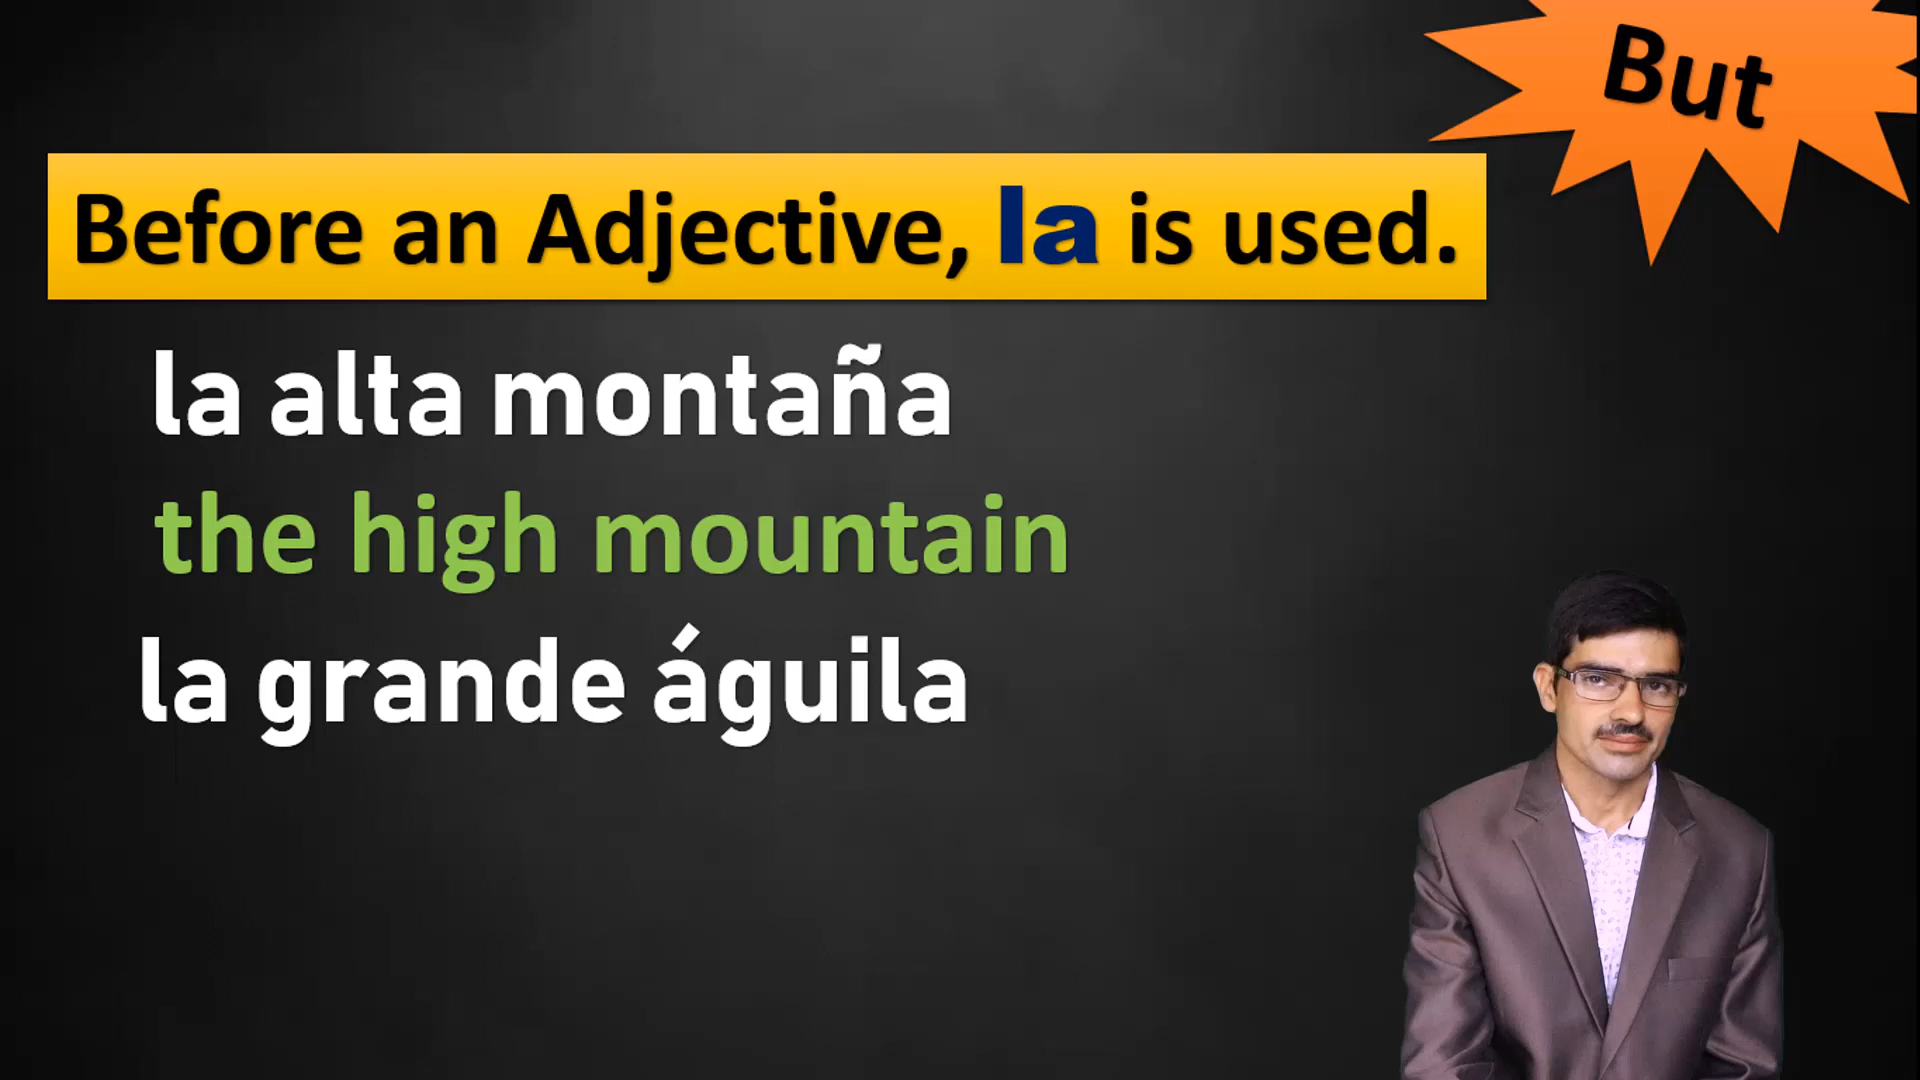 But
Before an Adjective, la is used.
la alta montaña
the high mountain
la grande águila